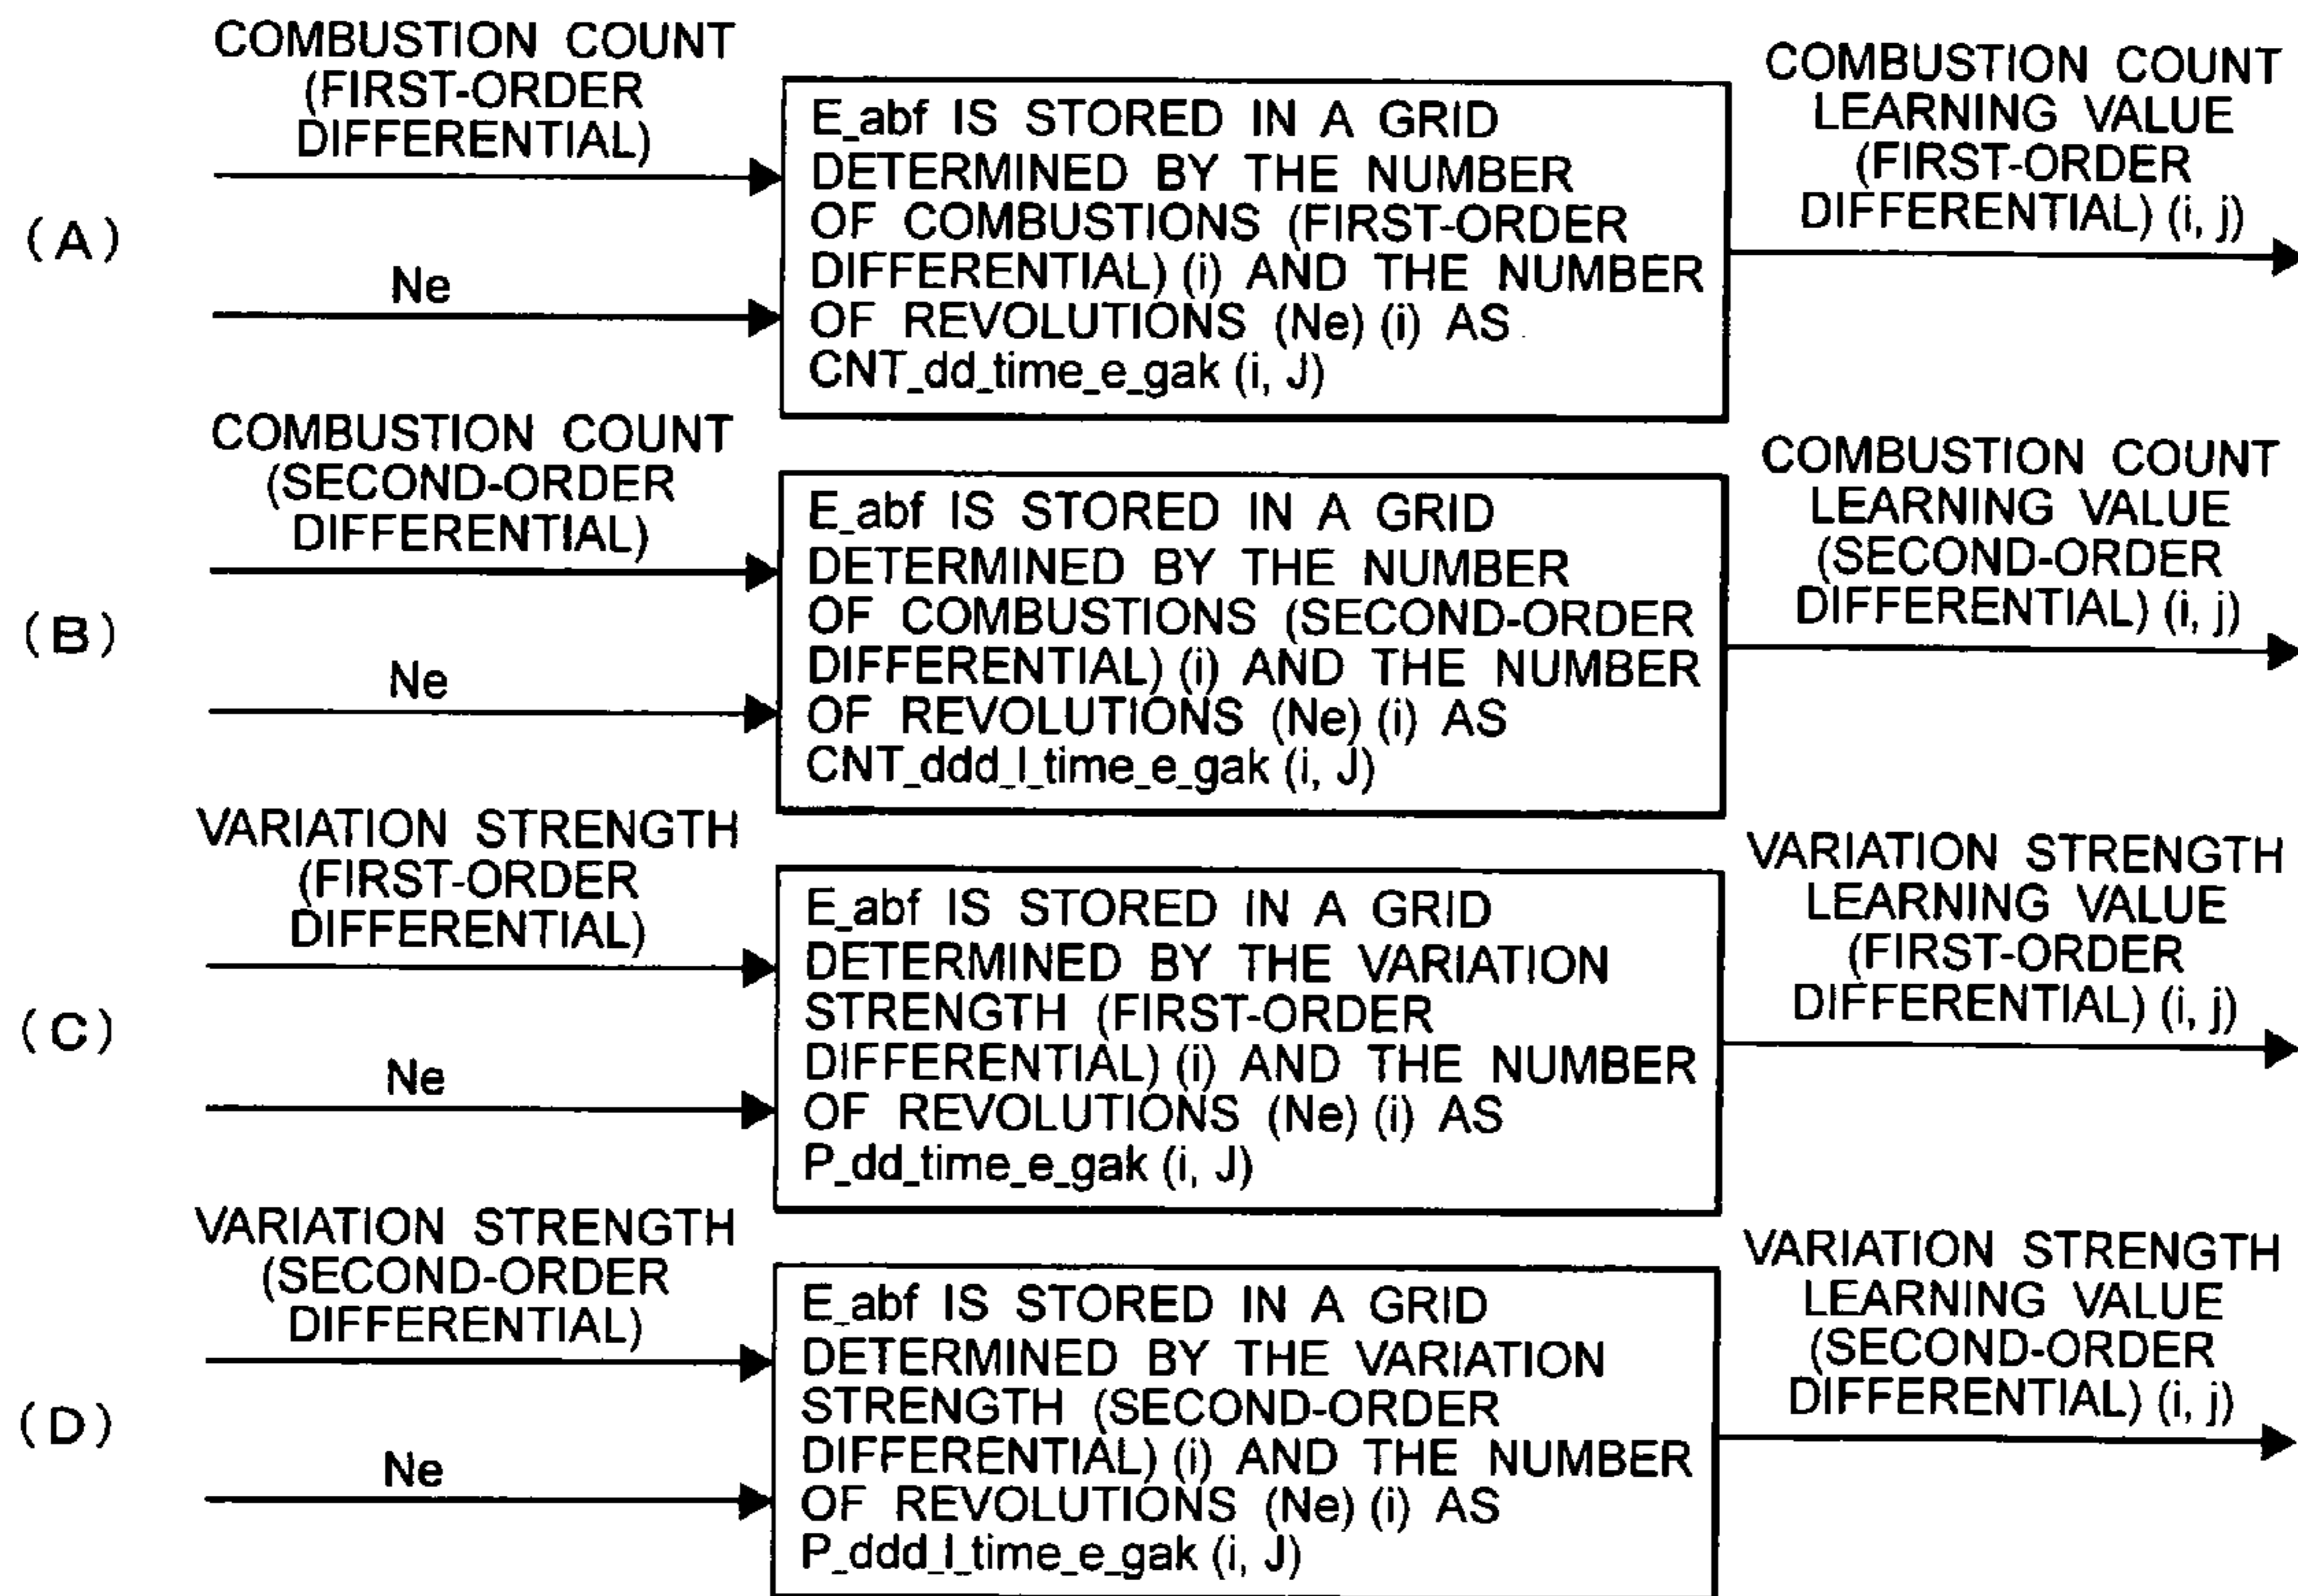 (A)
COMBUSTION COUNT
(FIRST-ORDER
DIFFERENTIAL)
Ne
E_abf IS STORED IN A GRID
DETERMINED BY THE NUMBER
OF COMBUSTIONS (FIRST-ORDER
DIFFERENTIAL) (i) AND THE NUMBER
OF REVOLUTIONS (Ne) (i) AS
CNT_dd_time_e_gak (i, J)
COMBUSTION COUNT
LEARNING VALUE
(FIRST-ORDER
DIFFERENTIAL) (i, j)
(B)
COMBUSTION COUNT
(SECOND-ORDER
DIFFERENTIAL)
Ne
E_abf IS STORED IN A GRID
DETERMINED BY THE NUMBER
OF COMBUSTIONS (SECOND-ORDER
DIFFERENTIAL) (i) AND THE NUMBER
OF REVOLUTIONS (Ne) (i) AS
CNT_ddd_l_time_e_gak (i, J)
COMBUSTION COUNT
LEARNING VALUE
(SECOND-ORDER
DIFFERENTIAL) (i, j)
(C)
VARIATION STRENGTH
(FIRST-ORDER
DIFFERENTIAL)
Ne
E_abf IS STORED IN A GRID
DETERMINED BY THE VARIATION
STRENGTH (FIRST-ORDER
DIFFERENTIAL) (i) AND THE NUMBER
OF REVOLUTIONS (Ne) (i) AS
P_dd_time_e_gak (i, J)
VARIATION STRENGTH
LEARNING VALUE
(FIRST-ORDER
DIFFERENTIAL) (i, j)
(D)
VARIATION STRENGTH
(SECOND-ORDER
DIFFERENTIAL)
Ne
E_abf IS STORED IN A GRID
DETERMINED BY THE VARIATION
STRENGTH (SECOND-ORDER
DIFFERENTIAL) (i) AND THE NUMBER
OF REVOLUTIONS (Ne) (i) AS
P_ddd_l_time_e_gak (i, J)
VARIATION STRENGTH
LEARNING VALUE
(SECOND-ORDER
DIFFERENTIAL) (i, j)